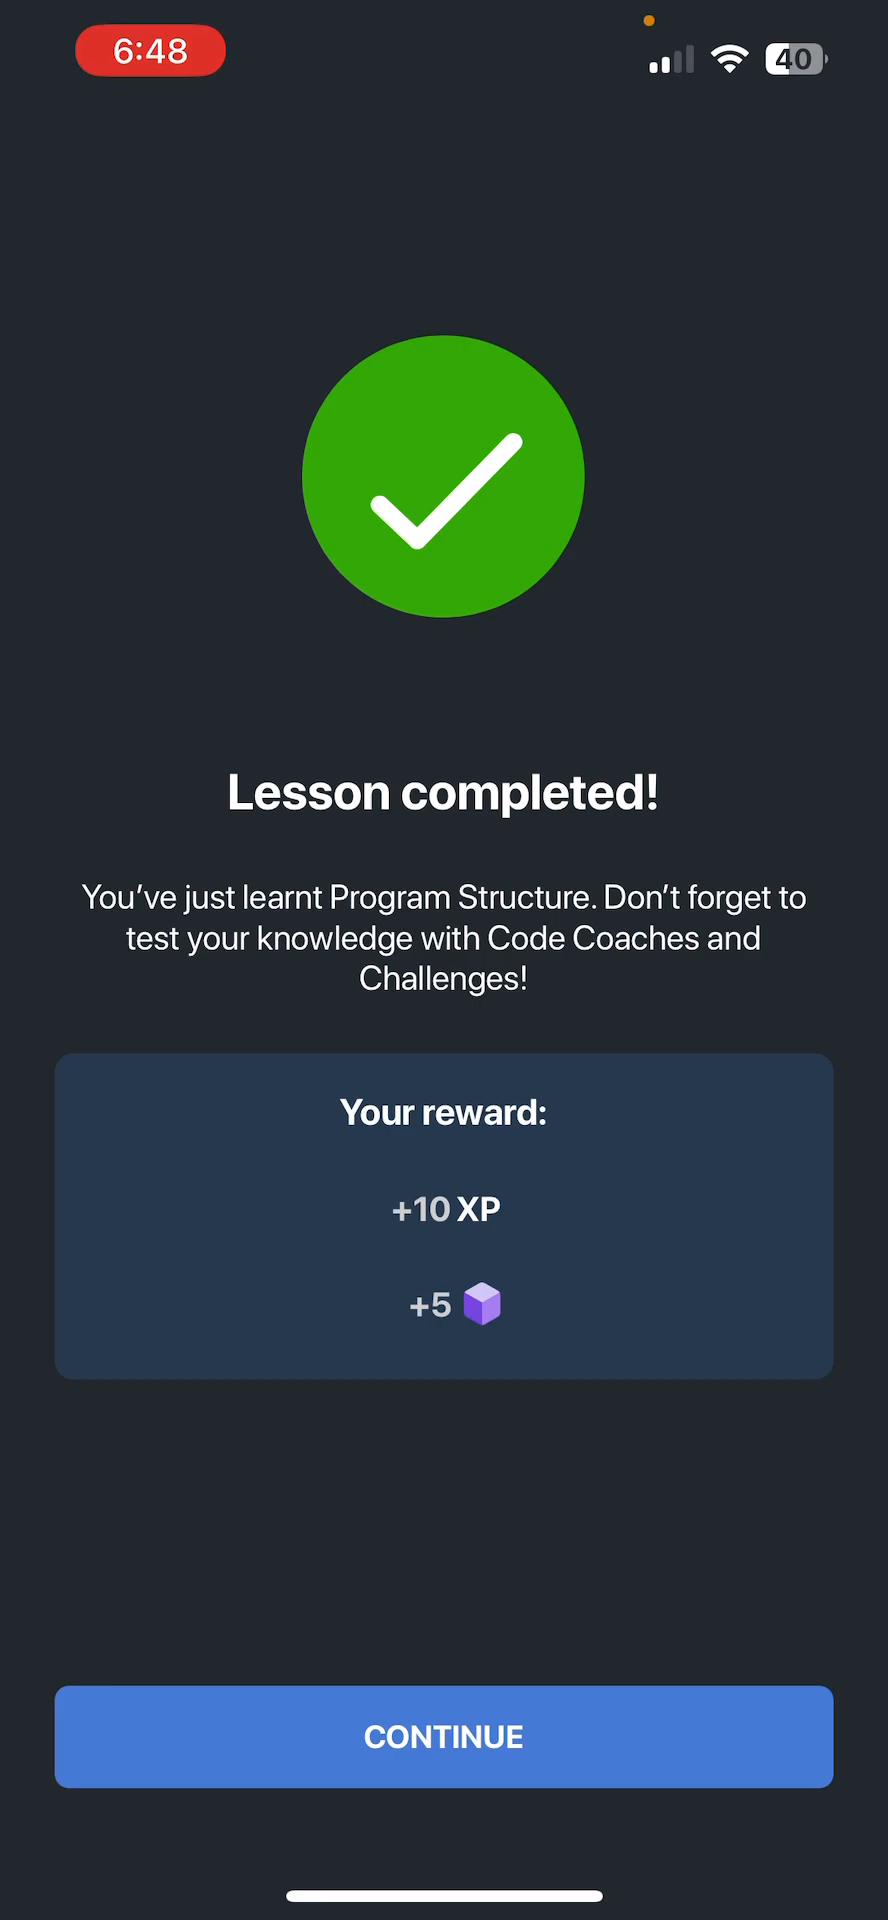 6:48
40
Lesson completed!
You’ve just learnt Program Structure. Don’t forget to
test your knowledge with Code Coaches and
Challenges!
Your reward:
+10 XP
+5
CONTINUE